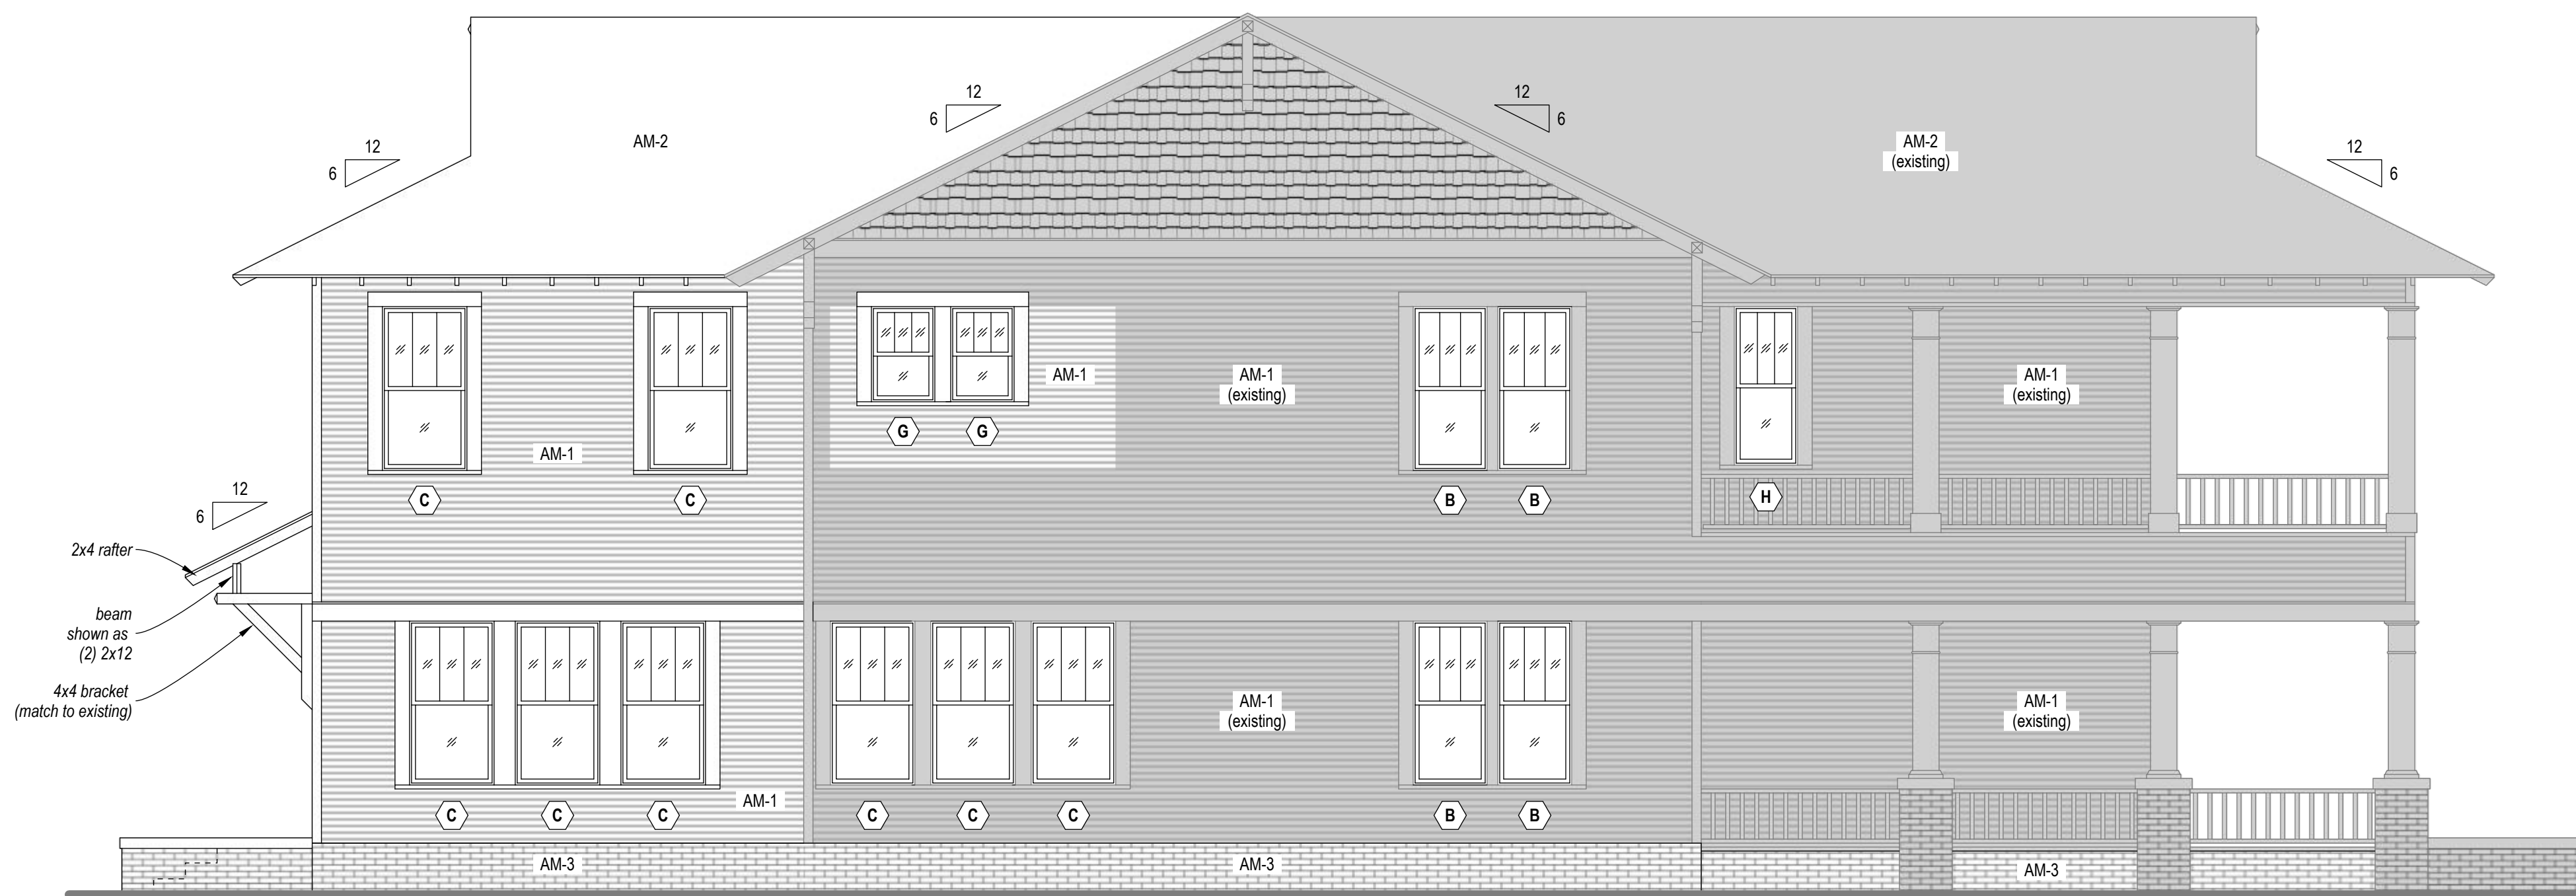 12
6
12
6
12
6
12
6
AM-2
AM-2
(existing)
AM-1
AM-1
(existing)
AM-1
(existing)
G
G
AM-1
C
C
B
B
H
12
6
2x4 rafter
beam
shown as
(2) 2x12
4x4 bracket
(match to existing)
AM-1
(existing)
AM-1
(existing)
AM-1
C
C
C
C
C
C
B
B
AM-3
AM-3
AM-3